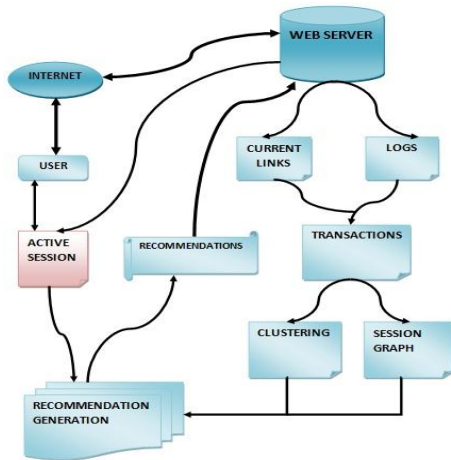 WEB SERVER
INTERNET
USER
CURRENT
LINKS
LOGS
ACTIVE
SESSION
RECOMMENDATIONS
TRANSACTIONS
CLUSTERING
SESSION
GRAPH
RECOMMENDATION
GENERATION